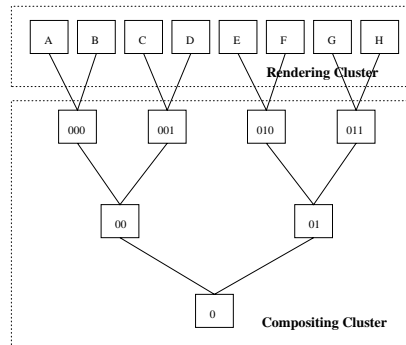 A B C D E F G H
Rendering Cluster
000 001 010 011
00 01
0
Compositing Cluster